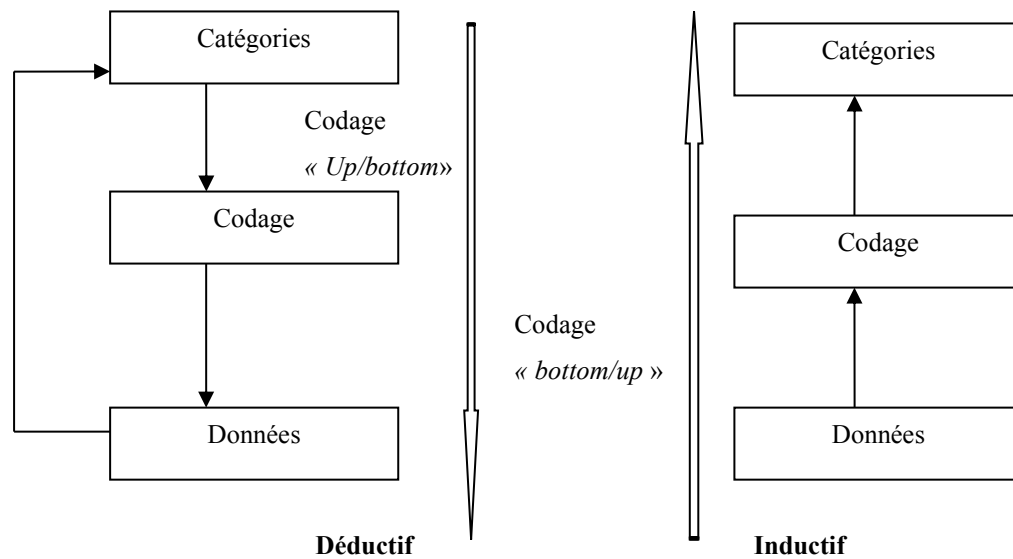 Catégories
Codage
« Up/bottom»
Codage
Données
Déductif
Codage
« bottom/up »
Catégories
Codage
Données
Inductif